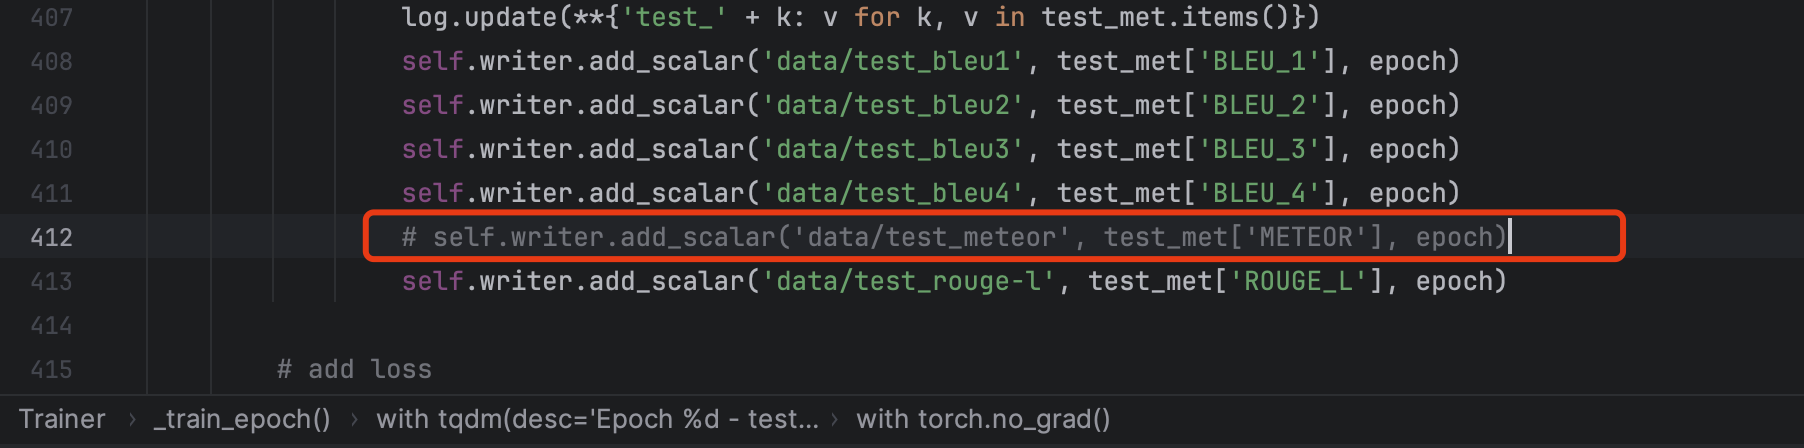 407 log.update(**{'test_' + k: v for k, v in test_met.items()})
408 self.writer.add_scalar('data/test_bleu1', test_met['BLEU_1'], epoch)
409 self.writer.add_scalar('data/test_bleu2', test_met['BLEU_2'], epoch)
410 self.writer.add_scalar('data/test_bleu3', test_met['BLEU_3'], epoch)
411 self.writer.add_scalar('data/test_bleu4', test_met['BLEU_4'], epoch)
412 # self.writer.add_scalar('data/test_meteor', test_met['METEOR'], epoch)
413 self.writer.add_scalar('data/test_rouge-l', test_met['ROUGE_L'], epoch)
414
415 # add loss
Trainer › _train_epoch() › with tqdm(desc='Epoch %d - test... › with torch.no_grad()